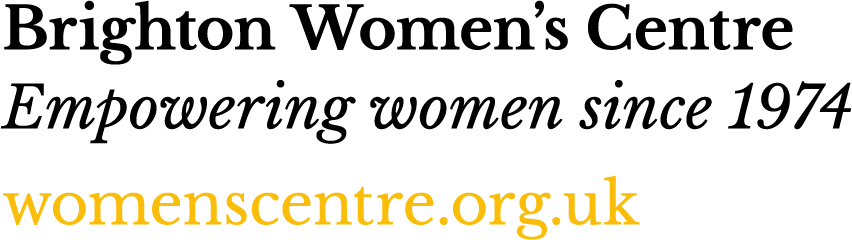 Brighton Women’s Centre
Empowering women since 1974
womenscentre.org.uk